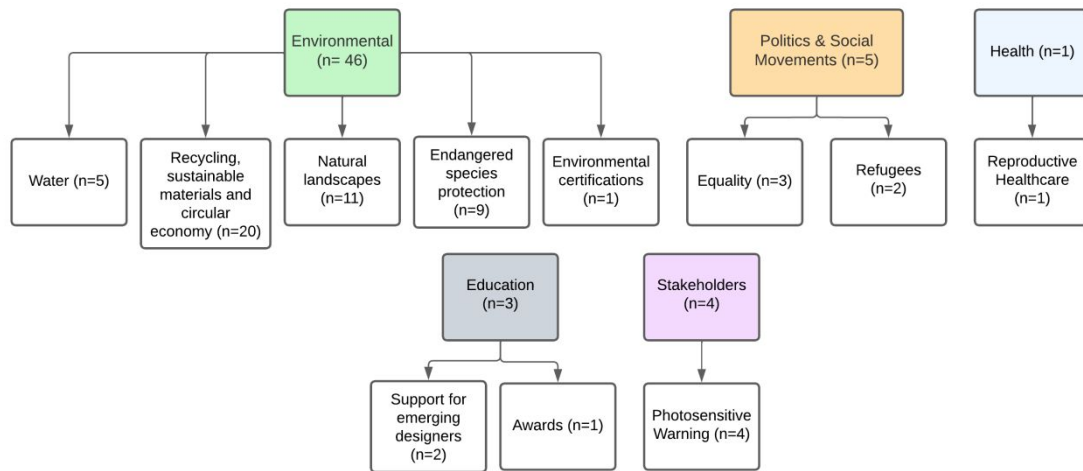 Environmental
(n= 46)
Politics & Social
Movements (n=5)
Health (n=1)
Water (n=5)
Recycling,
sustainable
materials and
circular
economy (n=20)
Natural
landscapes
(n=11)
Endangered
species
protection
(n=9)
Environmental
certifications
(n=1)
Equality (n=3)
Refugees
(n=2)
Reproductive
Healthcare
(n=1)
Education
(n=3)
Stakeholders
(n=4)
Support for
emerging
designers
(n=2)
Awards (n=1)
Photosensitive
Warning (n=4)